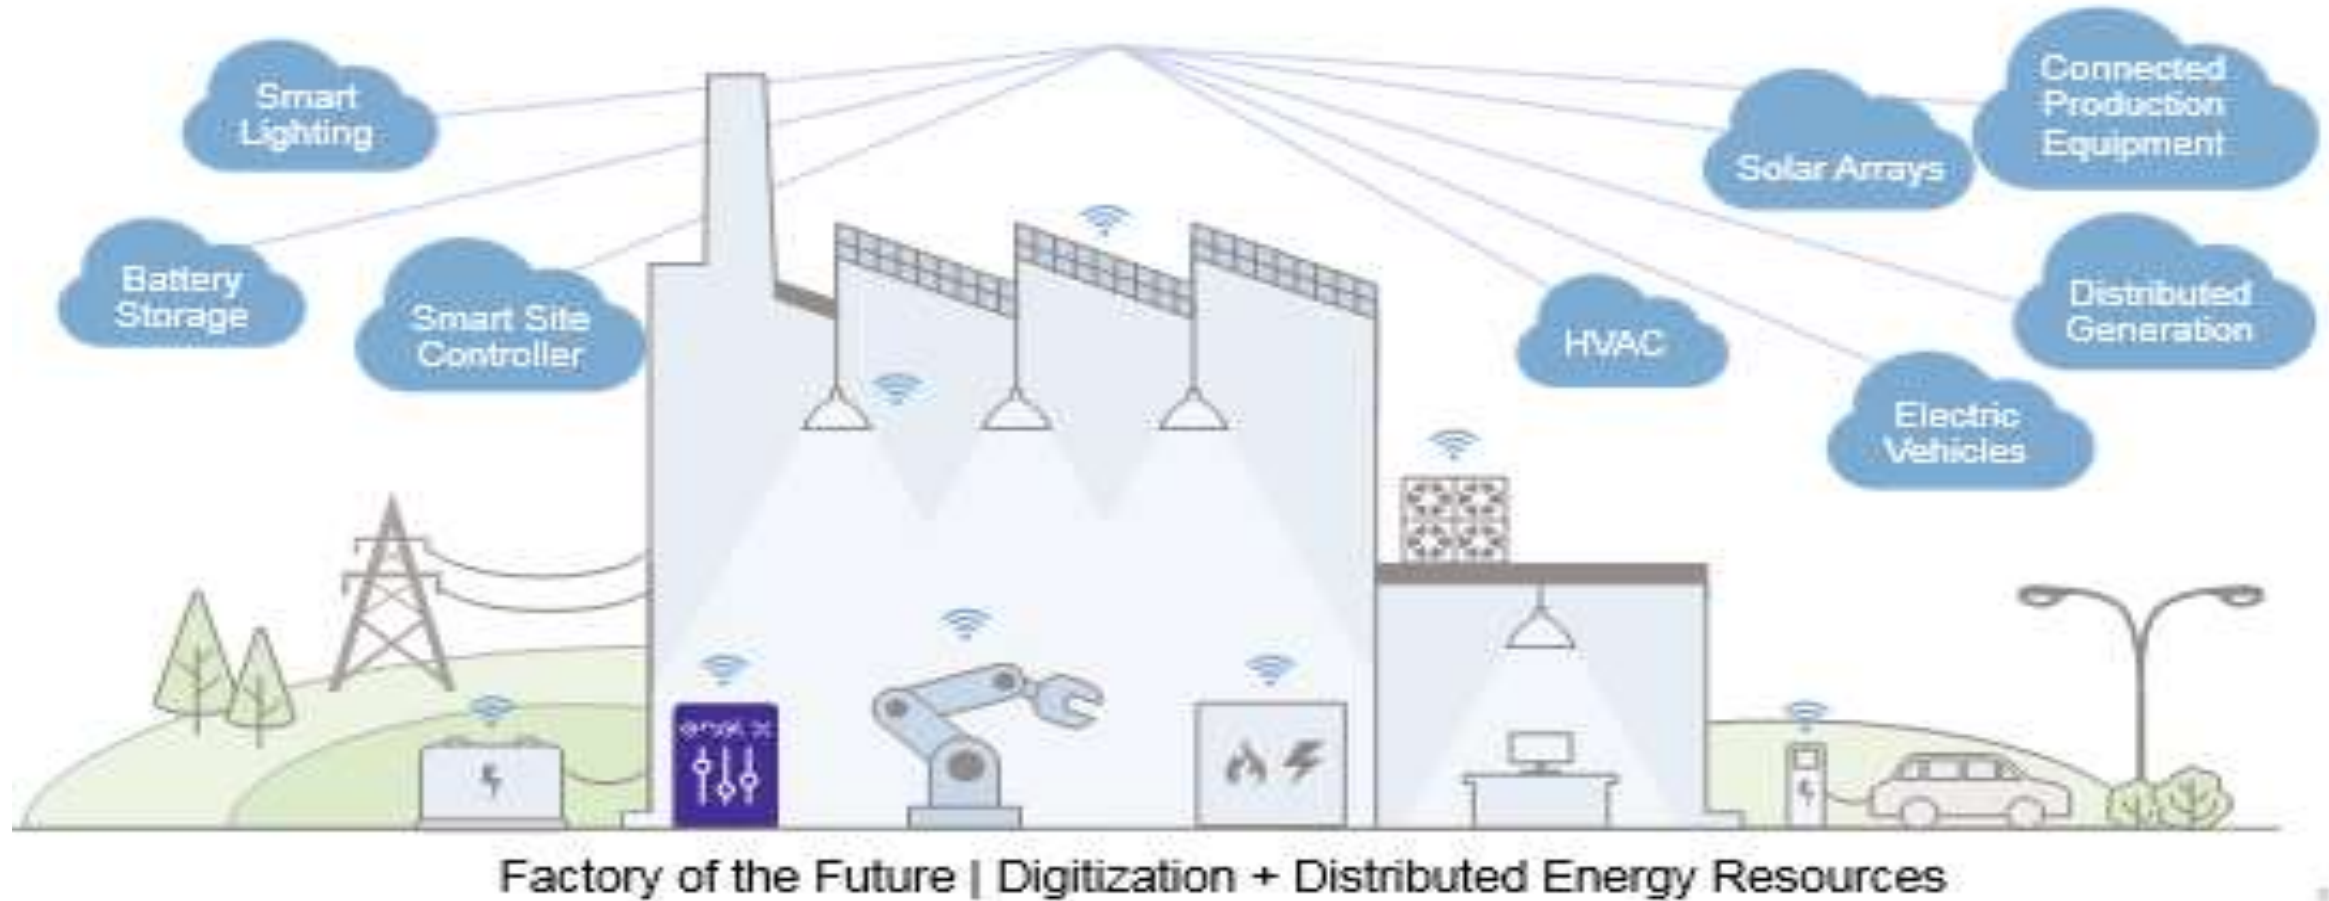 Smart
Lighting
Battery
Storage
Smart Site
Controller
Connected
Production
Equipment
Solar Arrays
Distributed
Generation
HVAC
Electric
Vehicles
Factory of the Future | Digitization + Distributed Energy Resources